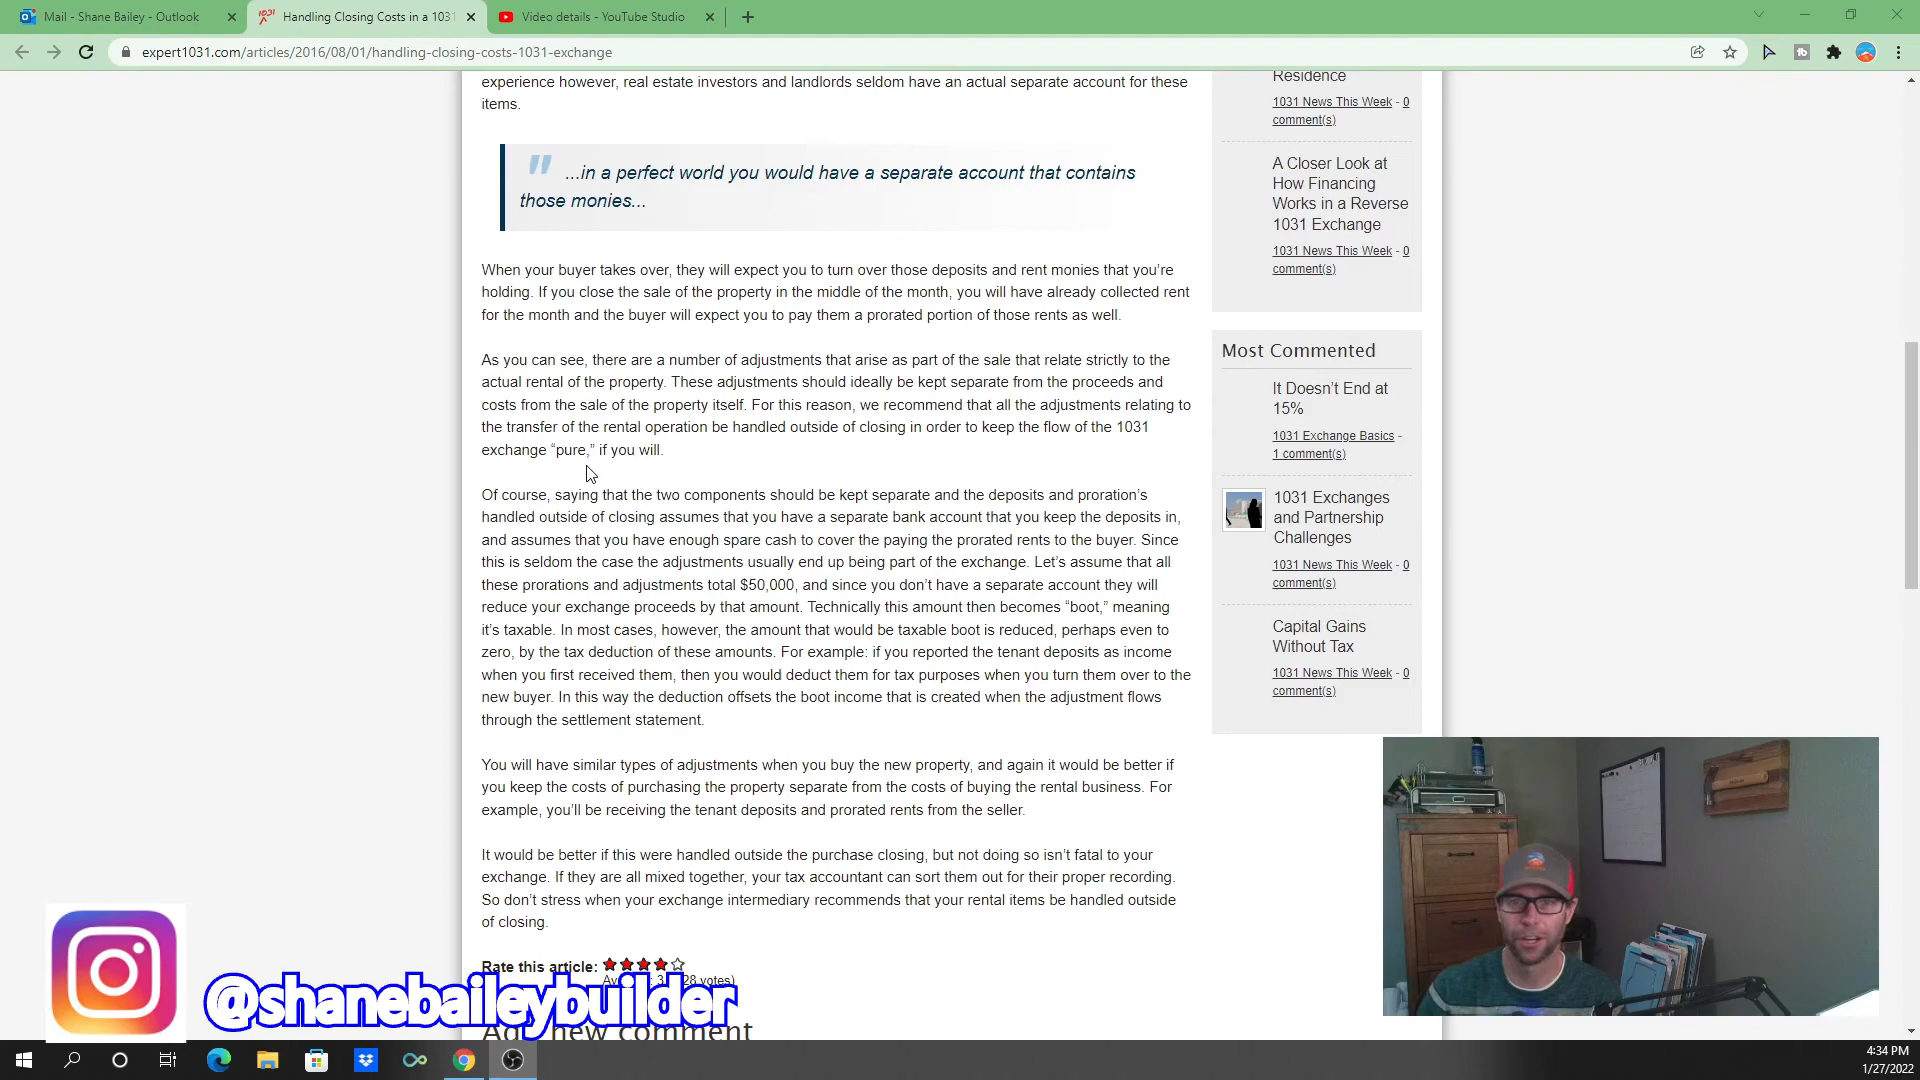 Mail - Shane Bailey - Outlook
Handling Closing Costs in a 1031
Video details - YouTube Studio
expert1031.com/articles/2016/08/01/handling-closing-costs-1031-exchange
experience however, real estate investors and landlords seldom have an actual separate account for these
items.
" ...in a perfect world you would have a separate account that contains
those monies...
When your buyer takes over, they will expect you to turn over those deposits and rent monies that you're
holding. If you close the sale of the property in the middle of the month, you will have already collected rent
for the month and the buyer will expect you to pay them a prorated portion of those rents as well.
As you can see, there are a number of adjustments that arise as part of the sale that relate strictly to the
actual rental of the property. These adjustments should ideally be kept separate from the proceeds and
costs from the sale of the property itself. For this reason, we recommend that all the adjustments relating to
the transfer of the rental operation be handled outside of closing in order to keep the flow of the 1031
exchange “pure,” if you will.
Of course, saying that the two components should be kept separate and the deposits and proration's
handled outside of closing assumes that you have a separate bank account that you keep the deposits in,
and assumes that you have enough spare cash to cover the paying the prorated rents to the buyer. Since
this is seldom the case the adjustments usually end up being part of the exchange. Let's assume that all
these prorations and adjustments total $50,000, and since you don't have a separate account they will
reduce your exchange proceeds by that amount. Technically this amount then becomes “boot,” meaning
it's taxable. In most cases, however, the amount that would be taxable boot is reduced, perhaps even to
zero, by the tax deduction of these amounts. For example: if you reported the tenant deposits as income
when you first received them, then you would deduct them for tax purposes when you turn them over to the
new buyer. In this way the deduction offsets the boot income that is created when the adjustment flows
through the settlement statement.
You will have similar types of adjustments when you buy the new property, and again it would be better if
you keep the costs of purchasing the property separate from the costs of buying the rental business. For
example, you'll be receiving the tenant deposits and prorated rents from the seller.
It would be better if this were handled outside the purchase closing, but not doing so isn't fatal to your
exchange. If they are all mixed together, your tax accountant can sort them out for their proper recording.
So don't stress when your exchange intermediary recommends that your rental items be handled outside
of closing.
Rate this article:
28 votes)
new comment
@shanebaileybuilder
Residence
1031 News This Week - 0
comment(s)
A Closer Look at
How Financing
Works in a Reverse
1031 Exchange
1031 News This Week - 0
comment(s)
Most Commented
It Doesn't End at
15%
1031 Exchange Basics -
1 comment(s)
1031 Exchanges
and Partnership
Challenges
1031 News This Week - 0
comment(s)
Capital Gains
Without Tax
1031 News This Week - 0
comment(s)
4:34 PM
1/27/2022